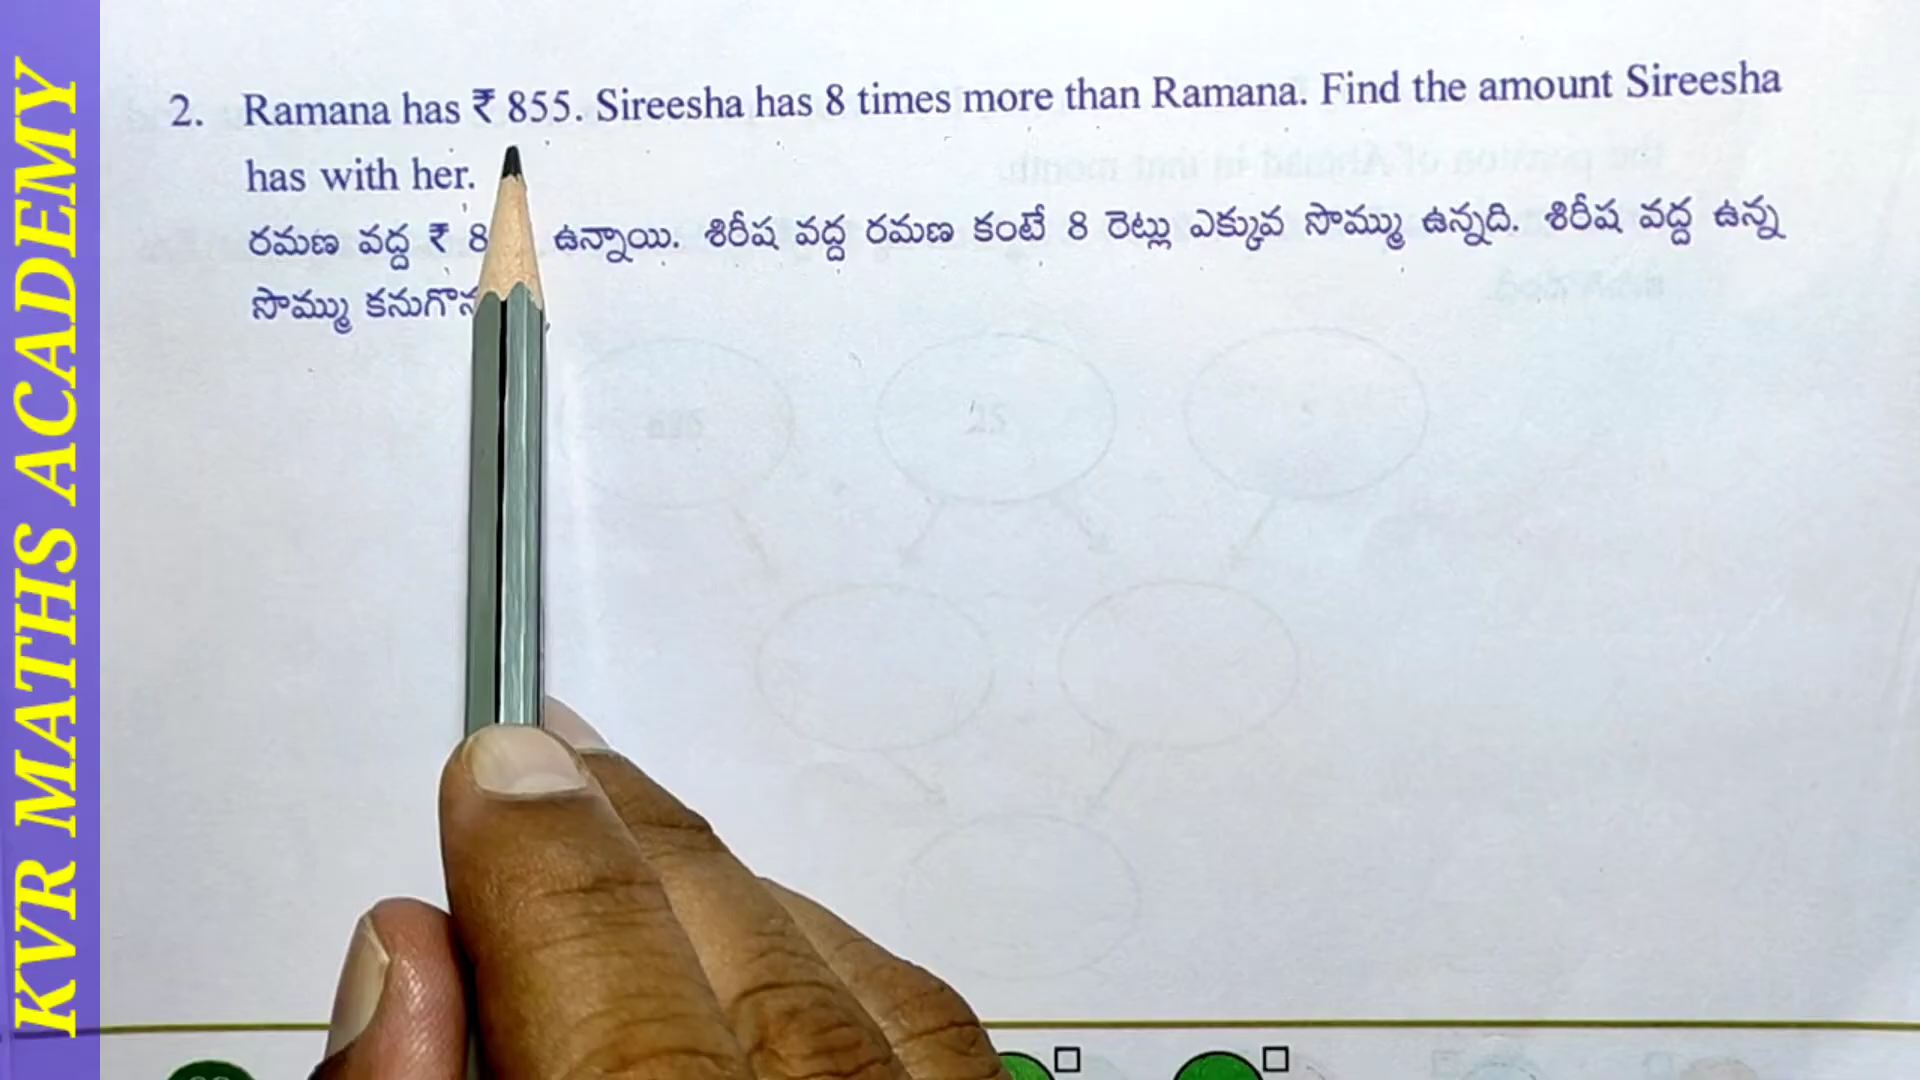 KVR MATHS ACADEMY
2. Ramana has ₹ 855. Sireesha has 8 times more than Ramana. Find the amount Sireesha
has with her.
రమణ వద్ద ₹ 8 ఉన్నాయి. శిరీష వద్ద రమణ కంటే 8 రెట్లు ఎక్కువ సొమ్ము ఉన్నది. శిరీష వద్ద ఉన్న
సొమ్ము
25